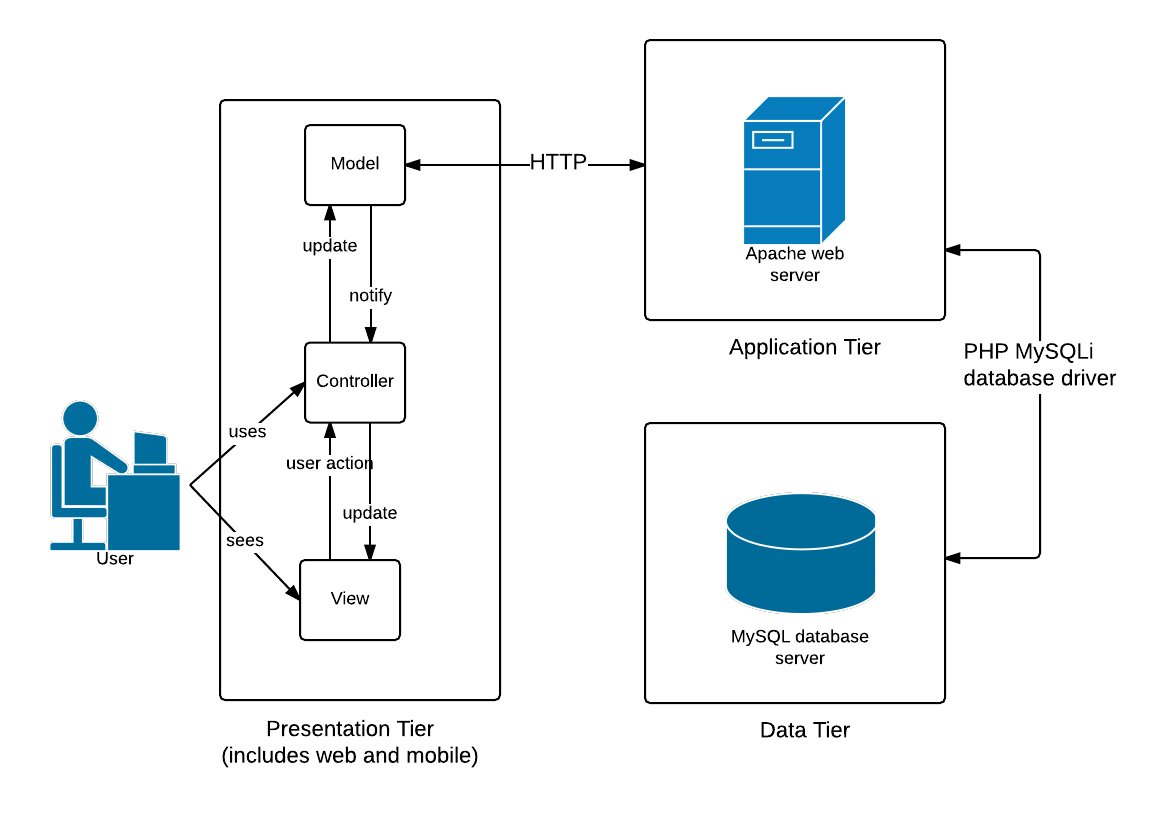 Model
HTTP
update
notify
Apache web
server
Application Tier
PHP MySQLi
database driver
Controller
uses
user action
update
sees
User
View
MySQL database
server
Presentation Tier
(includes web and mobile)
Data Tier